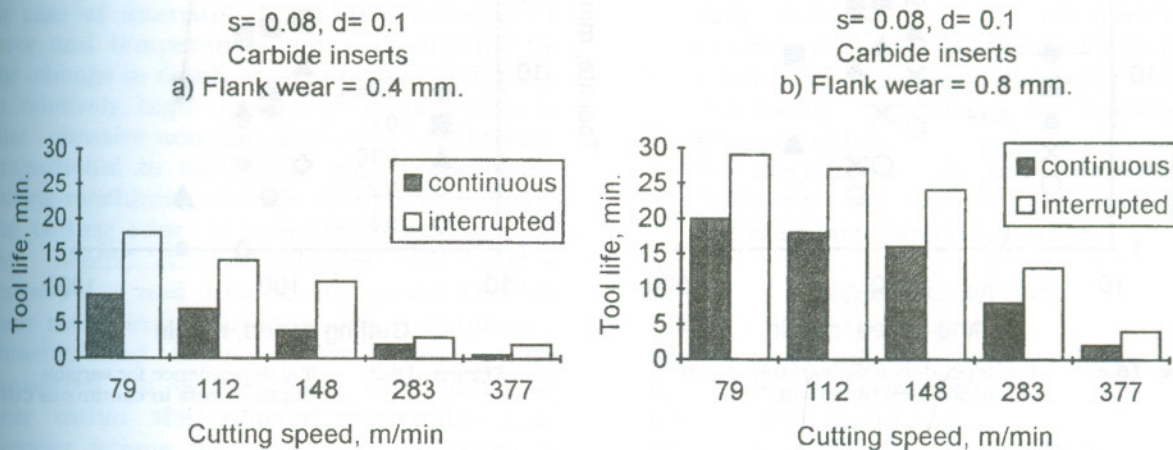 s= 0.08, d= 0.1
Carbide inserts
a) Flank wear = 0.4 mm.
30
25
20
15
10
5
0
Tool life, min.
continuous
interrupted
79 112 148 283 377
Cutting speed, m/min
s= 0.08, d= 0.1
Carbide inserts
b) Flank wear = 0.8 mm.
30
25
20
15
10
5
0
Tool life, min.
continuous
interrupted
79 112 148 283 377
Cutting speed, m/min